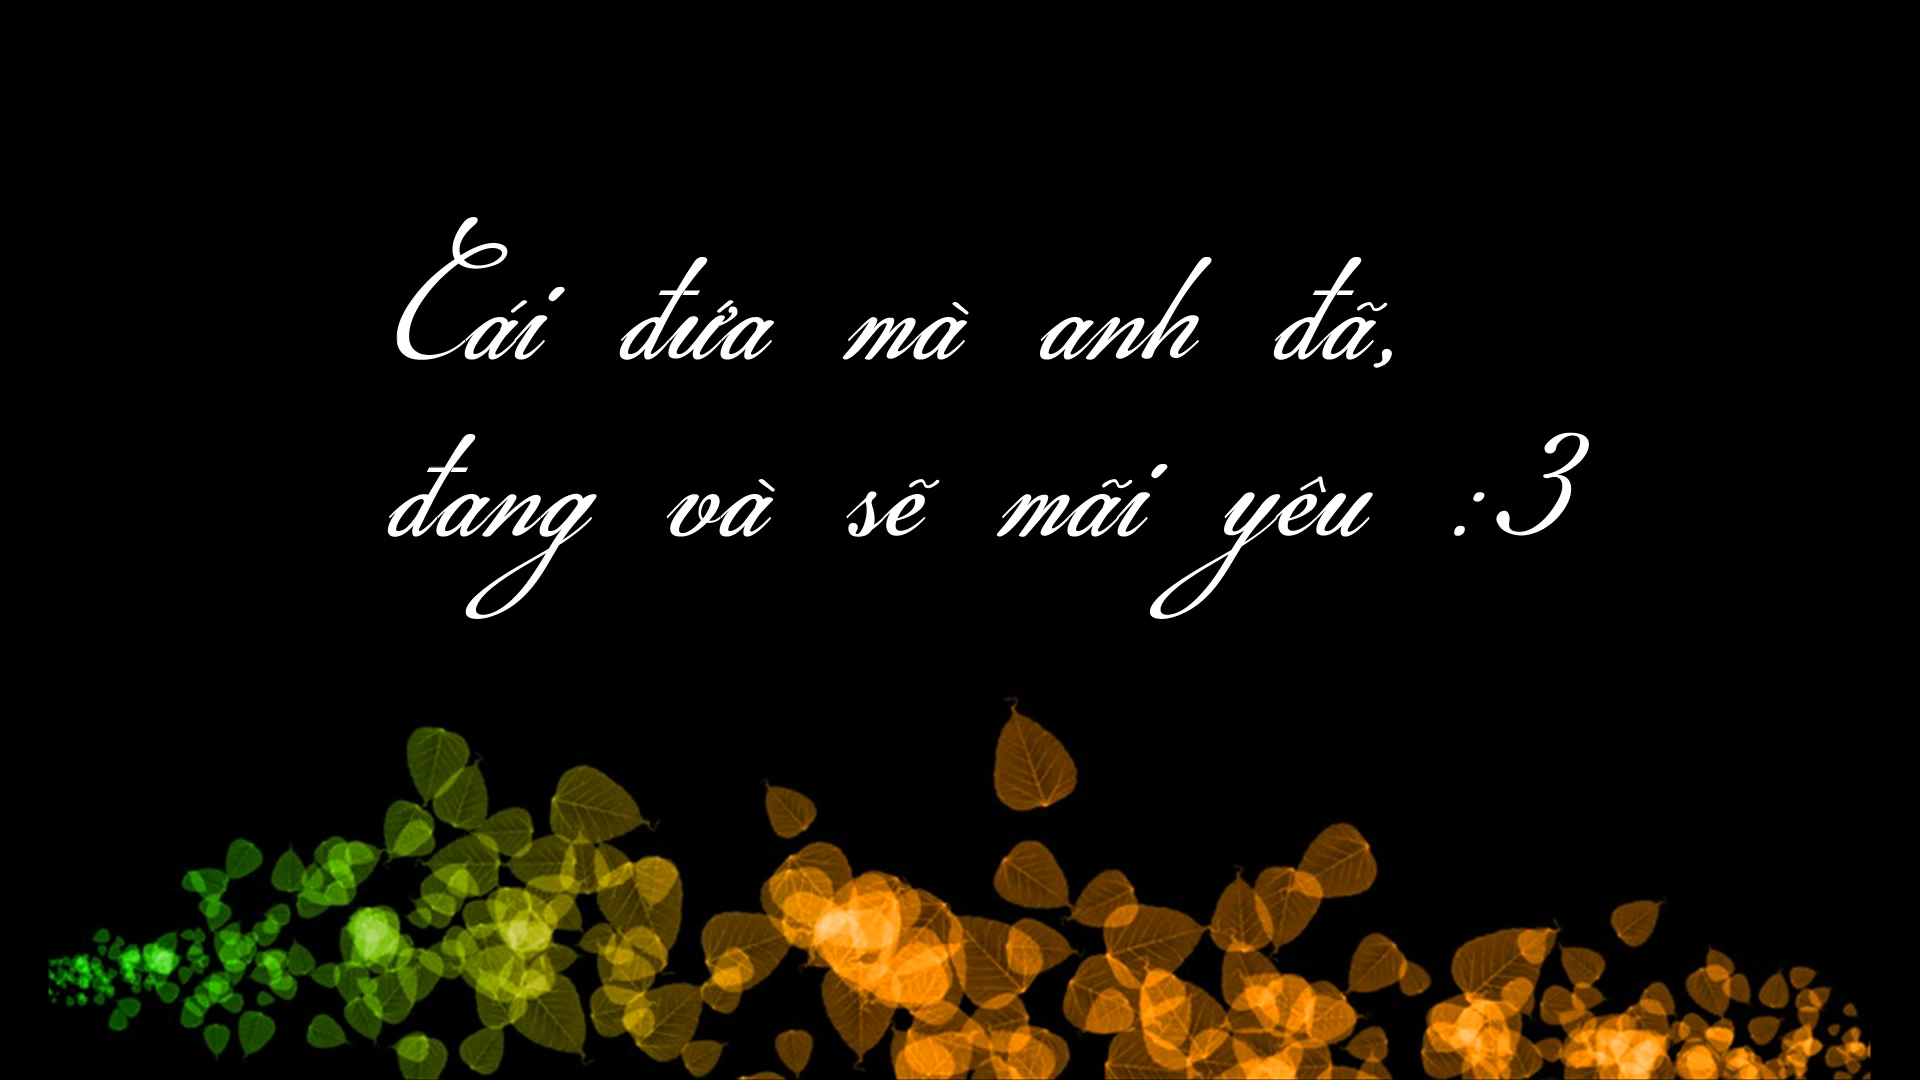 Cái đứa mà anh đã,
đang và sẽ mãi yêu :3